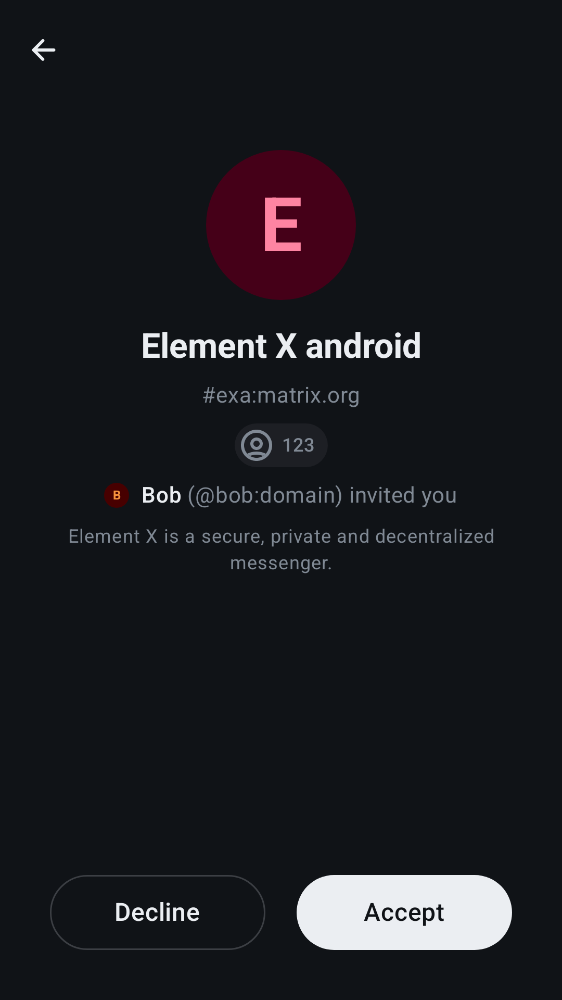 E
Element X android
#exa:matrix.org
123
B Bob (@bob:domain) invited you
Element X is a secure, private and decentralized
messenger.
Decline Accept